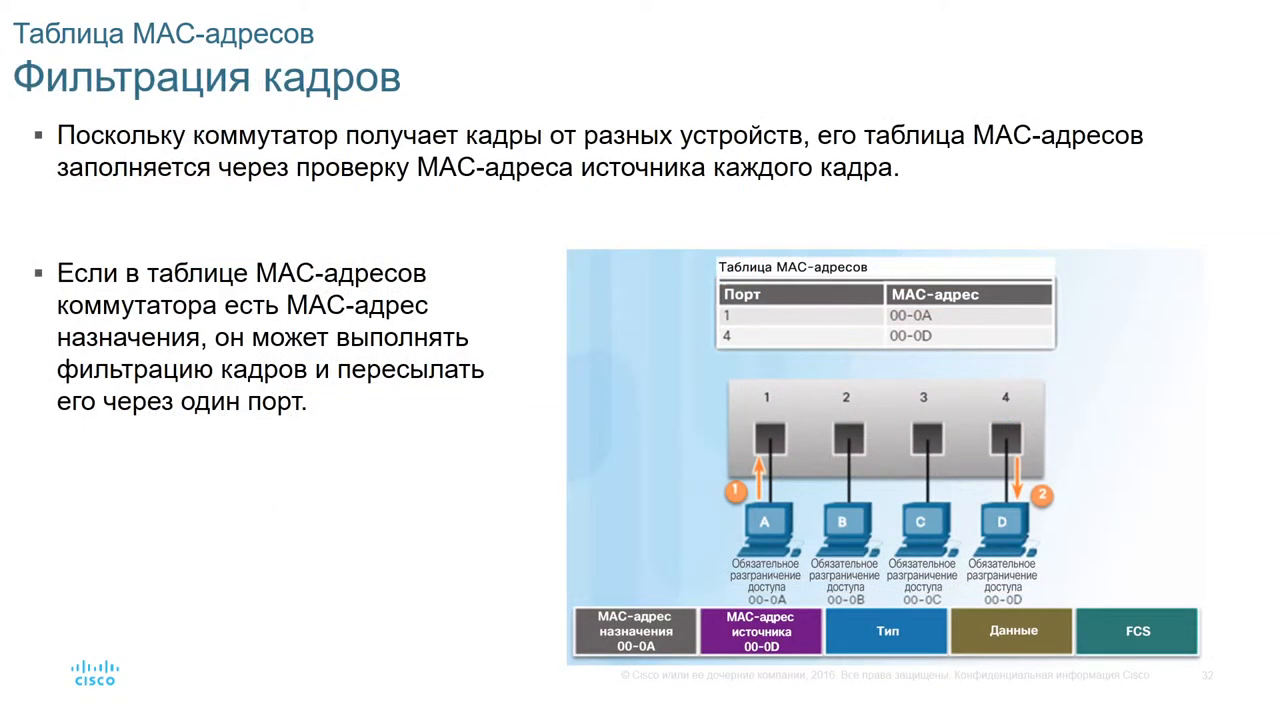 Таблица MAC-адресов
Фильтрация кадров
▪ Поскольку коммутатор получает кадры от разных устройств, его таблица MAC-адресов
заполняется через проверку MAC-адреса источника каждого кадра.
▪ Если в таблице MAC-адресов
коммутатора есть MAC-адрес
назначения, он может выполнять
фильтрацию кадров и пересылать
его через один порт.
Таблица MAC-адресов
Порт MAC-адрес
1 00-0A
4 00-0D
1 2 3 4
1 2
A B C D
Обязательное Обязательное Обязательное Обязательное
разграничение разграничение разграничение разграничение
доступа доступа доступа доступа
00-0A 00-0B 00-0C 00-0D
MAC-адрес
назначения
00-0A
MAC-адрес
источника
00-0D
Тип
Данные
FCS
CISCO
© Cisco и/или ее дочерние компании, 2016. Все права защищены. Конфиденциальная информация Cisco
32